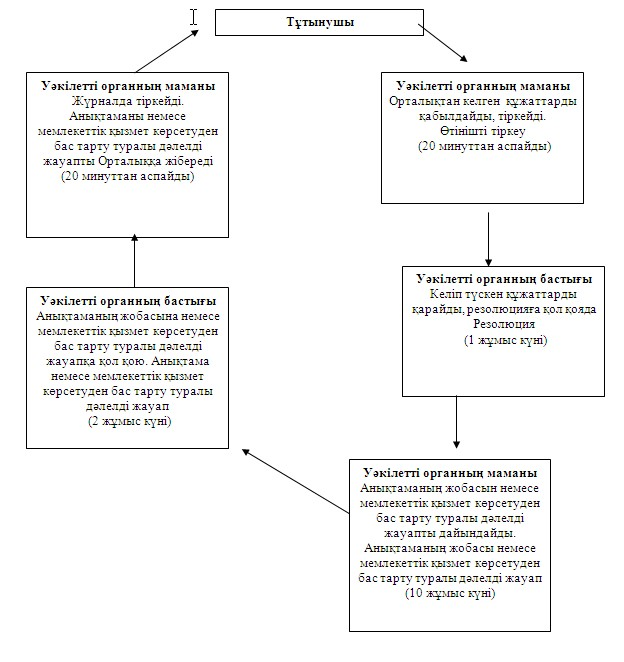 Тұтынушы
Уәкілетті органның маманы
Орталықтан келген құжаттарды
қабылдайды, тіркейді.
Өтінішті тіркеу
(20 минуттан аспайды)
Уәкілетті органның бастығы
Келіп түскен құжаттарды
қарайды, резолюцияға қол қояда
Резолюция
(1 жұмыс күні)
Уәкілетті органның маманы
Анықтаманың жобасын немесе
мемлекеттік қызмет көрсетуден
бас тарту туралы дәлелді
жауапты дайындайды.
Анықтаманың жобасы немесе
мемлекеттік қызмет көрсетуден
бас тарту туралы дәлелді жауап
(10 жұмыс күні)
Уәкілетті органның бастығы
Анықтаманың жобасына немесе
мемлекеттік қызмет көрсетуден
бас тарту туралы дәлелді
жауапқа қол қою. Анықтама
немесе мемлекеттік қызмет
көрсетуден бас тарту туралы
дәлелді жауап
(2 жұмыс күні)
Уәкілетті органның маманы
Журналда тіркейді.
Анықтаманы немесе
мемлекеттік қызмет көрсетуден
бас тарту туралы дәлелді
жауапты Орталыққа жібереді
(20 минуттан аспайды)